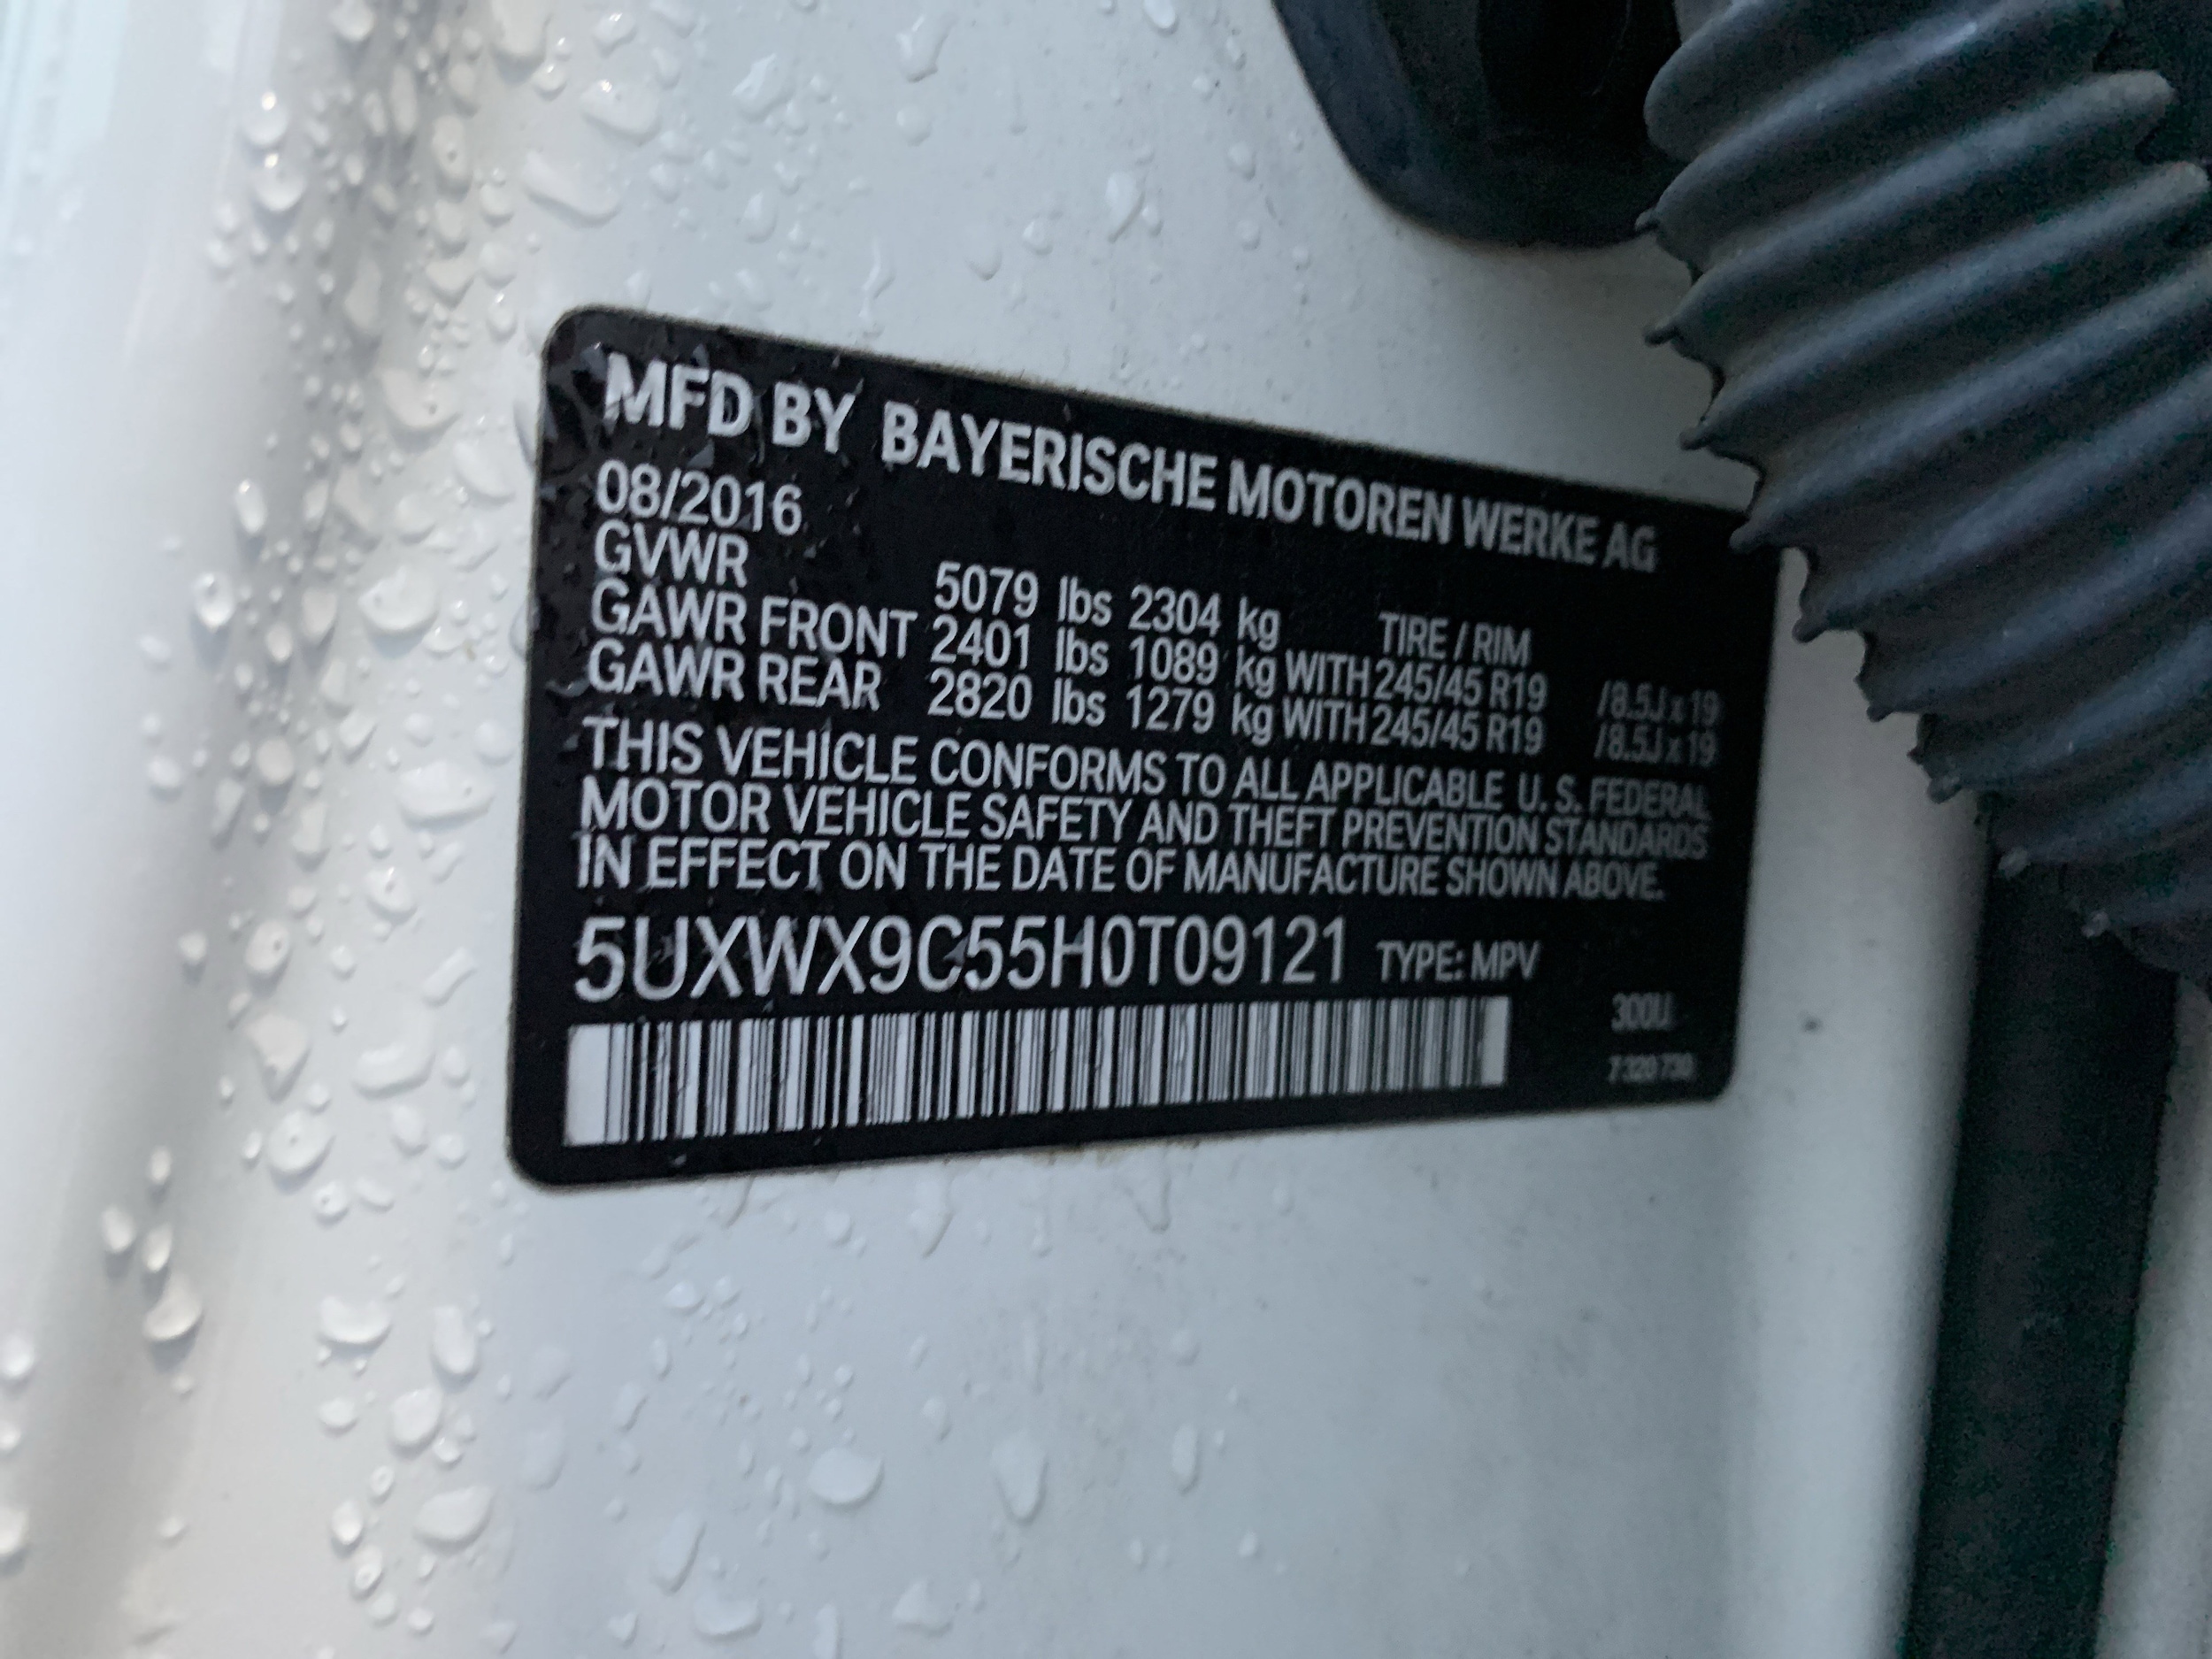 MFD BY BAYERISCHE MOTOREN WERKE AG
08/2016
GVWR 5079 lbs 2304 kg TIRE / RIM
GAWR FRONT 2401 lbs 1089 kg WITH 245/45 R19 /8.5J x 19
GAWR REAR 2820 lbs 1279 kg WITH 245/45 R19 /8.5J x 19
THIS VEHICLE CONFORMS TO ALL APPLICABLE U. S. FEDERAL
MOTOR VEHICLE SAFETY AND THEFT PREVENTION STANDARDS
IN EFFECT ON THE DATE OF MANUFACTURE SHOWN ABOVE.
5UXWX9C55H0T09121 TYPE: MPV
7 320 730